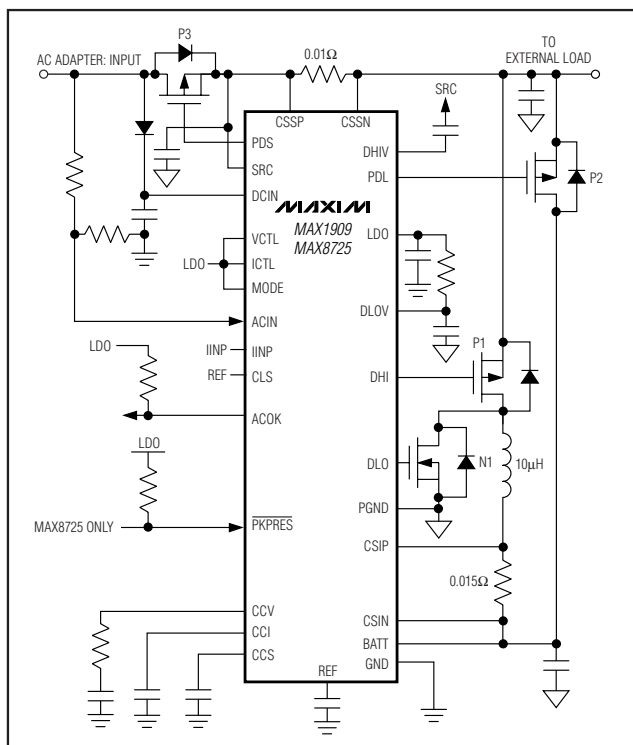 P3
AC ADAPTER: INPUT
0.01Ω
TO
EXTERNAL LOAD
CSSP
CSSN
SRC
PDS
SRC
DCIN
DHIV
PDL
P2
MAXIM
MAX1909
MAX8725
VCTL
ICTL
MODE
LDO
LDO
DLOV
ACIN
IINP
IINP
REF
CLS
LDO
ACOK
P1
DHI
DLO
N1
10μH
LDO
MAX8725 ONLY
PKPRES
PGND
CSIP
0.015Ω
CSIN
BATT
GND
CCV
CCI
CCS
REF